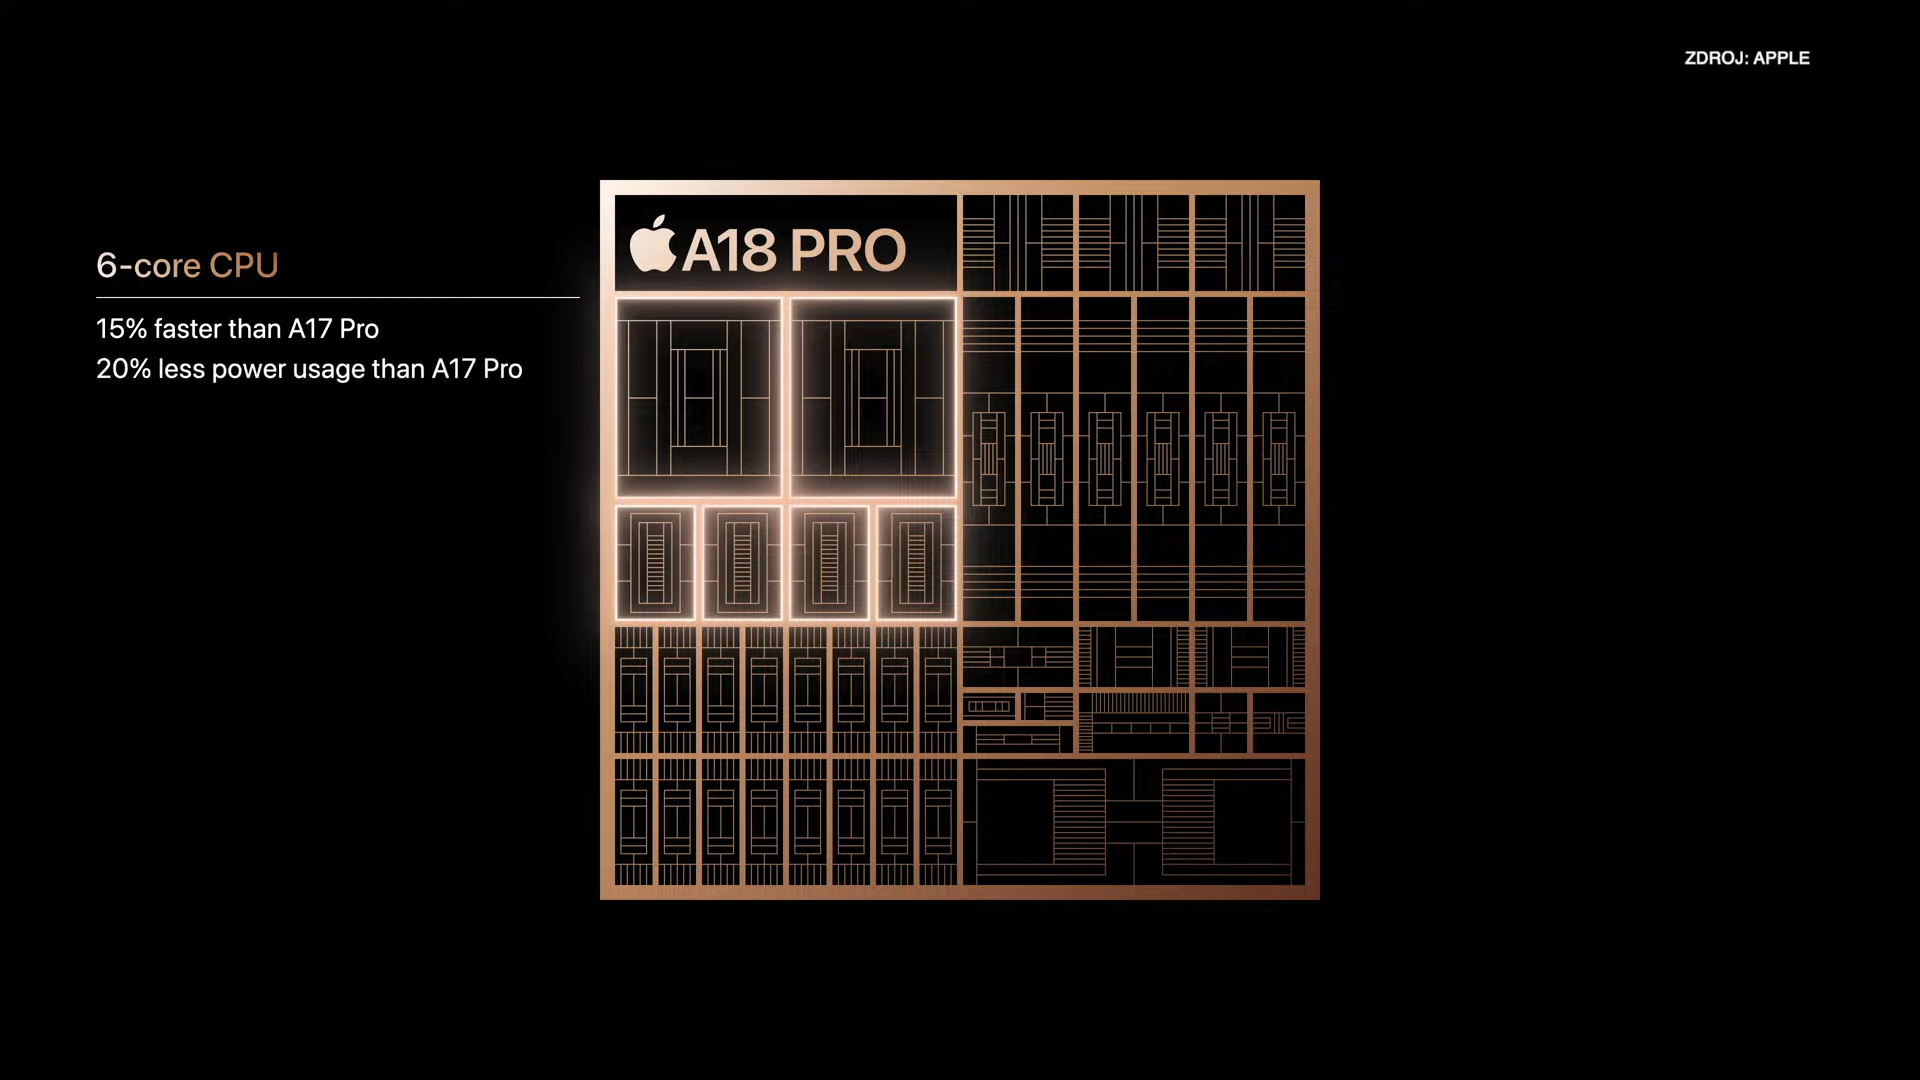 ZDROJ: APPLE
A18 PRO
6-core CPU
15% faster than A17 Pro
20% less power usage than A17 Pro